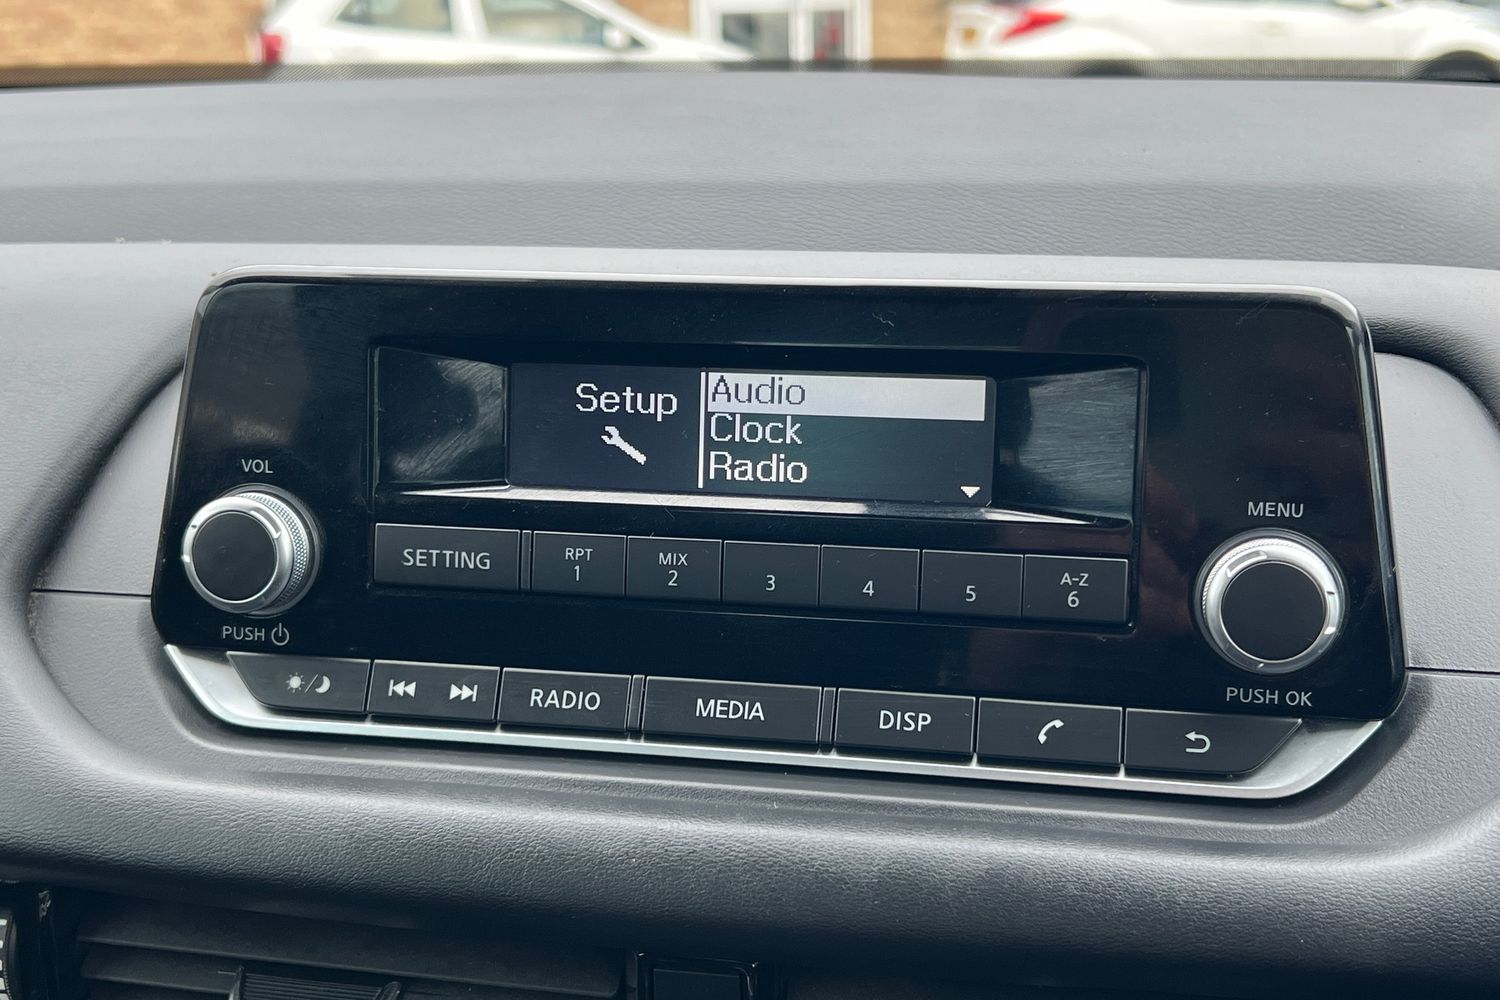 Setup
Audio
Clock
Radio
VOL
PUSH
SETTING
RPT
1
MIX
2
3
4
5
A-Z
6
MENU
PUSH OK
RADIO
MEDIA
DISP